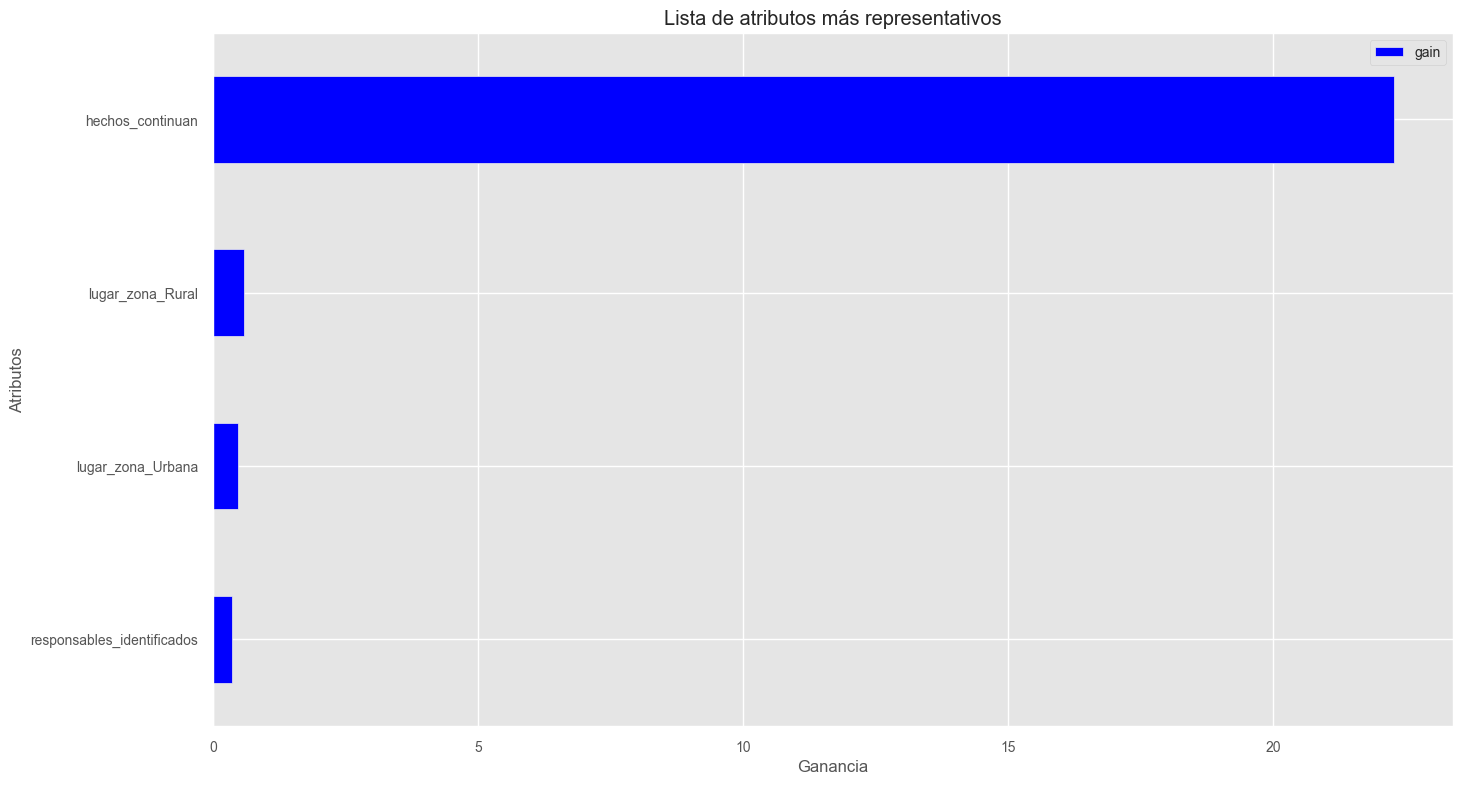 Lista de atributos más representativos
gain
hechos_continuan
lugar_zona_Rural
lugar_zona_Urbana
responsables_identificados
Atributos
0 5 10 15 20
Ganancia